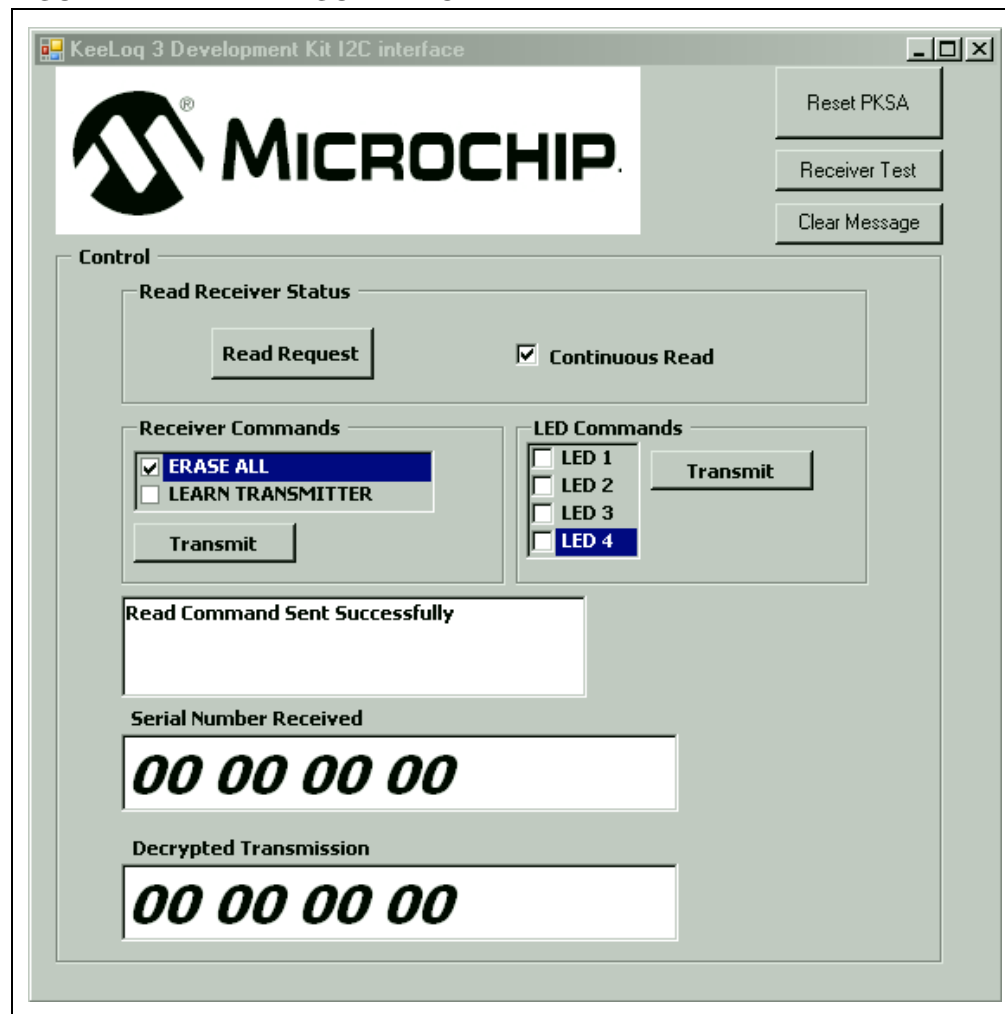 KeeLoq 3 Development Kit I2C interface
®
MICROCHIP.
Reset PKSA
Receiver Test
Clear Message
Control
Read Receiver Status
Read Request
Continuous Read
Receiver Commands
ERASE ALL
LEARN TRANSMITTER
Transmit
LED Commands
LED 1
LED 2
LED 3
LED 4
Transmit
Read Command Sent Successfully
Serial Number Received
00 00 00 00
Decrypted Transmission
00 00 00 00